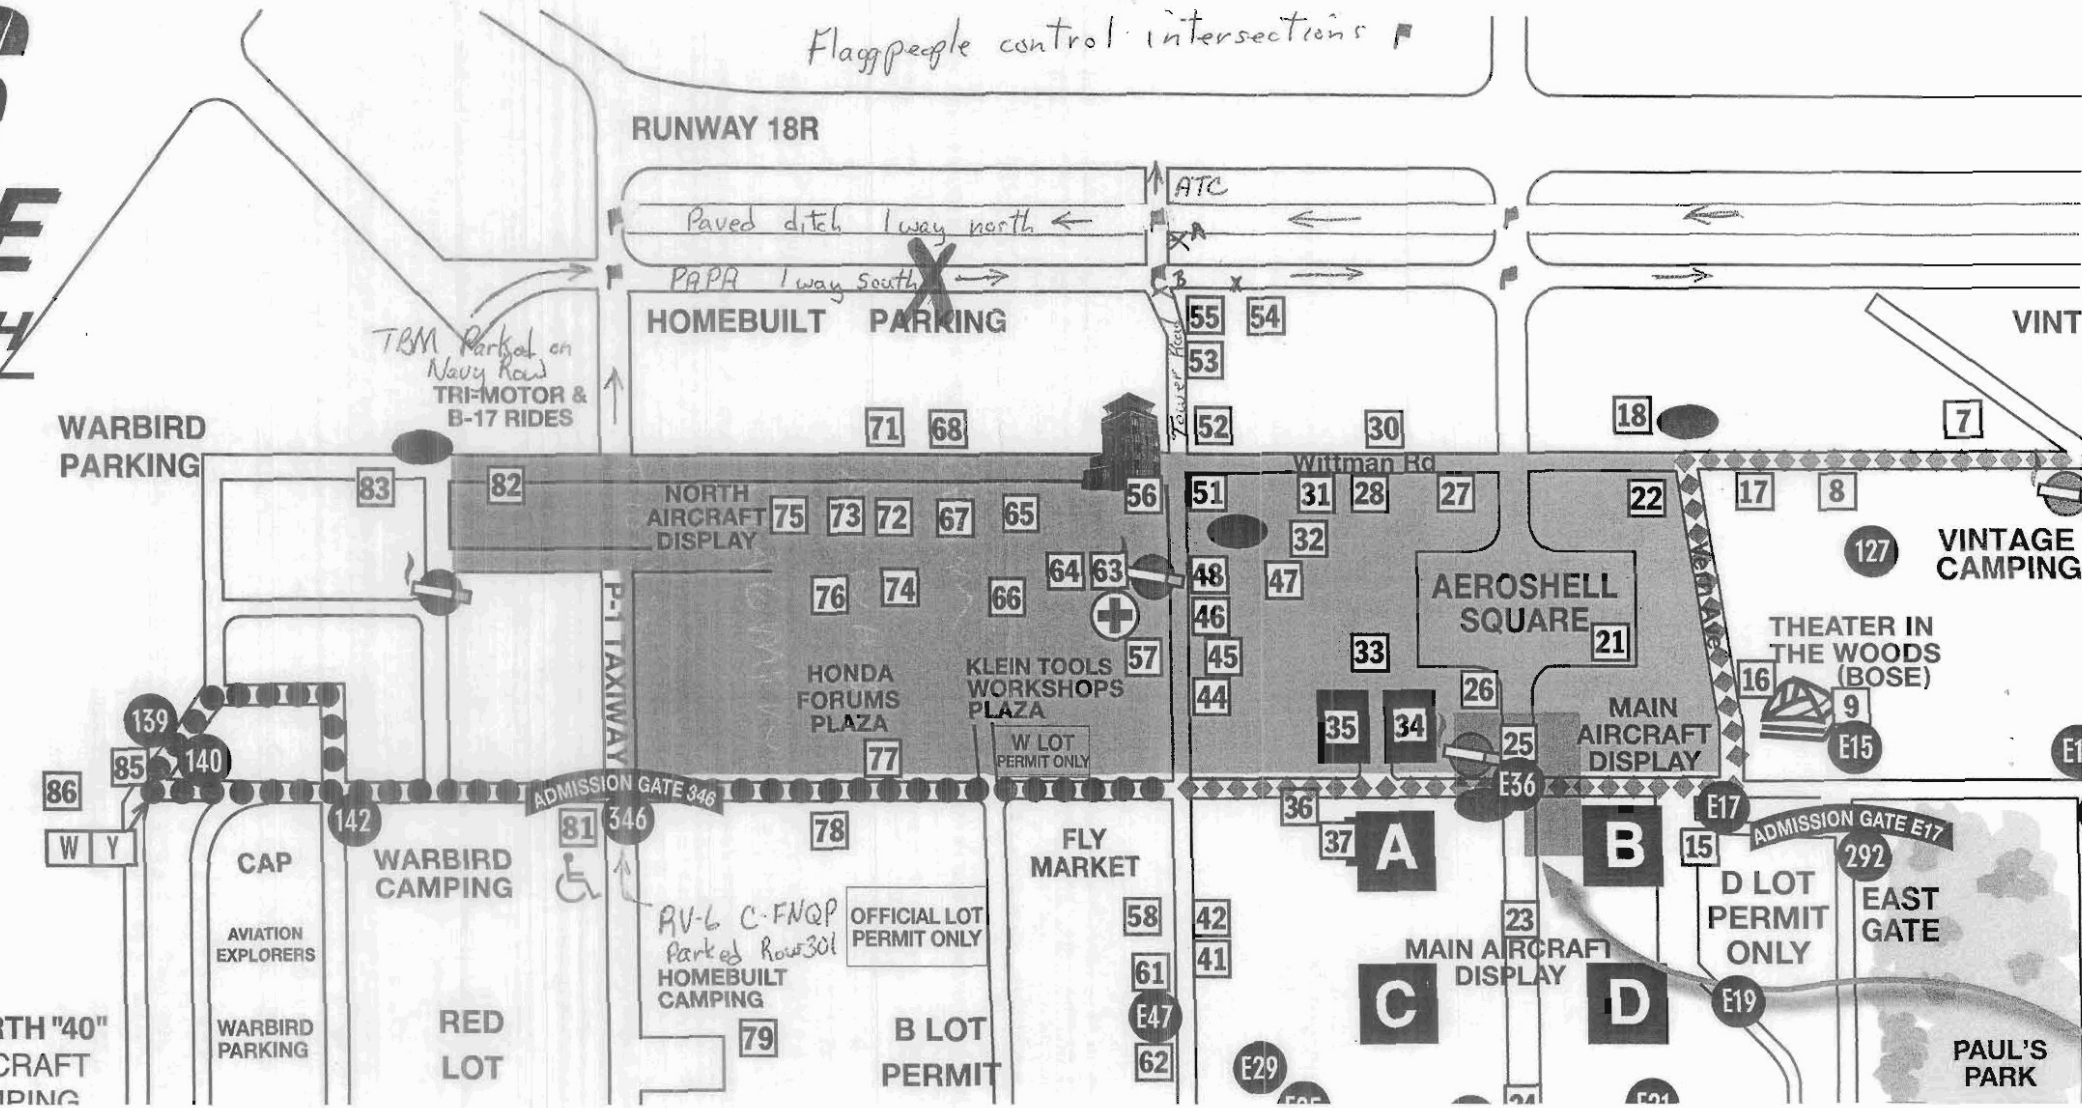 Flaggpeople control intersections
RUNWAY 18R
ATC
Paved ditch 1 way north
A
PAPA 1 way south
B
HOMEBUILT PARKING
55
54
TBM Parked on
Navy Row
Tower Road
53
TRI-MOTOR &
B-17 RIDES
VINT
WARBIRD
PARKING
71
68
52
30
18
7
Wittman Rd
83
82
NORTH
AIRCRAFT
DISPLAY
75
73
72
67
65
56
51
31
28
27
22
17
8
32
127
VINTAGE
CAMPING
64
63
48
47
76
74
66
46
AEROSHELL
SQUARE
21
P-1 TAXIWAY
57
45
33
THEATER IN
THE WOODS
(BOSE)
HONDA
FORUMS
PLAZA
KLEIN TOOLS
WORKSHOPS
PLAZA
44
26
16
9
139
140
35
34
MAIN
AIRCRAFT
DISPLAY
W LOT
PERMIT ONLY
25
E15
E1
85
77
86
ADMISSION GATE 346
E36
142
346
36
E17
ADMISSION GATE E17
W Y
81
78
37
A
B
15
292
CAP
WARBIRD
CAMPING
FLY
MARKET
D LOT
PERMIT
ONLY
EAST
GATE
RV-6 C-FNQP
Parked Row 301
OFFICIAL LOT
PERMIT ONLY
58
42
23
AVIATION
EXPLORERS
41
MAIN AIRCRAFT
DISPLAY
HOMEBUILT
CAMPING
61
C
D
E19
RTH "40"
CRAFT
MPING
WARBIRD
PARKING
RED
LOT
79
B LOT
PERMIT
E47
62
E29
PAUL'S
PARK
24
E21